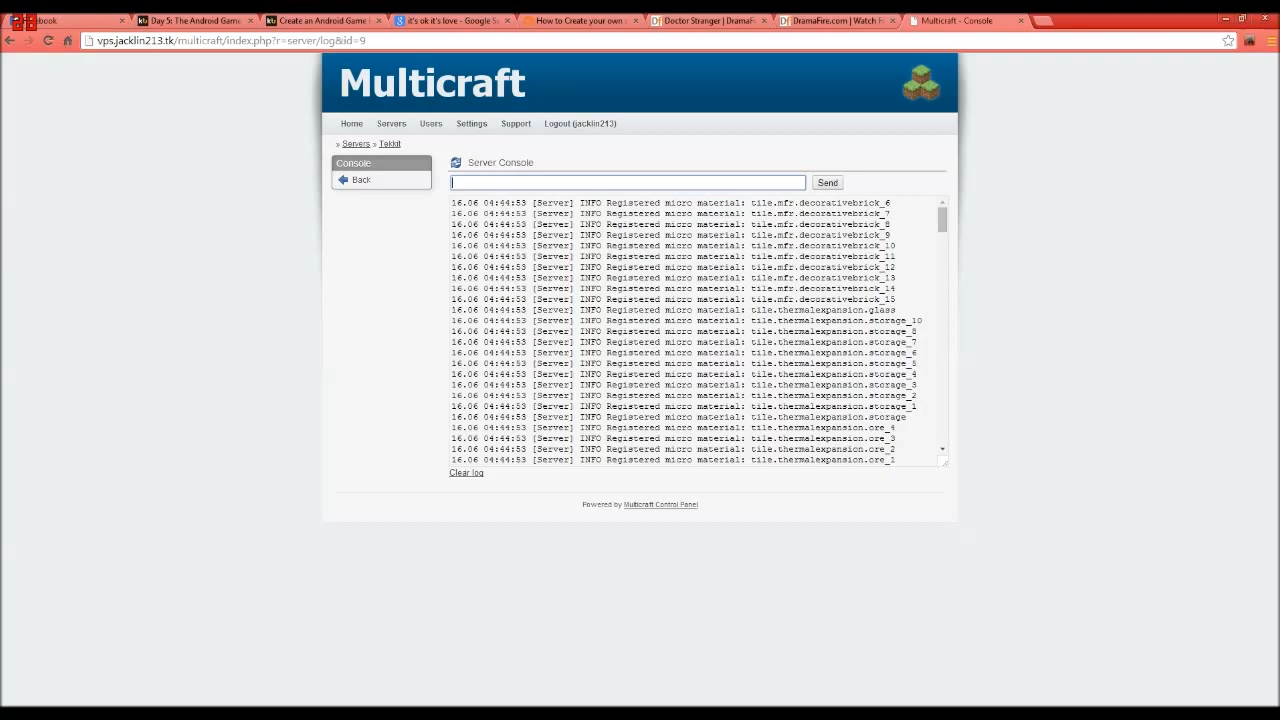 Day 5: The Android Game
Create an Android Game
it's ok it's love - Google Se
How to Create your own s
Doctor Stranger | DramaFi
DramaFire.com | Watch F
Multicraft - Console
vps.jacklin213.tk/multicraft/index.php?r=server/log&id=9
Multicraft
Home Servers Users Settings Support Logout (jacklin213)
» Servers » Tekkit
Console
Back
Server Console
Send
16.06 04:44:53 [Server] INFO Registered micro material: tile.mfr.decorativebrick_6
16.06 04:44:53 [Server] INFO Registered micro material: tile.mfr.decorativebrick_7
16.06 04:44:53 [Server] INFO Registered micro material: tile.mfr.decorativebrick_8
16.06 04:44:53 [Server] INFO Registered micro material: tile.mfr.decorativebrick_9
16.06 04:44:53 [Server] INFO Registered micro material: tile.mfr.decorativebrick_10
16.06 04:44:53 [Server] INFO Registered micro material: tile.mfr.decorativebrick_11
16.06 04:44:53 [Server] INFO Registered micro material: tile.mfr.decorativebrick_12
16.06 04:44:53 [Server] INFO Registered micro material: tile.mfr.decorativebrick_13
16.06 04:44:53 [Server] INFO Registered micro material: tile.mfr.decorativebrick_14
16.06 04:44:53 [Server] INFO Registered micro material: tile.mfr.decorativebrick_15
16.06 04:44:53 [Server] INFO Registered micro material: tile.thermalexpansion.glass
16.06 04:44:53 [Server] INFO Registered micro material: tile.thermalexpansion.storage_10
16.06 04:44:53 [Server] INFO Registered micro material: tile.thermalexpansion.storage_8
16.06 04:44:53 [Server] INFO Registered micro material: tile.thermalexpansion.storage_7
16.06 04:44:53 [Server] INFO Registered micro material: tile.thermalexpansion.storage_6
16.06 04:44:53 [Server] INFO Registered micro material: tile.thermalexpansion.storage_5
16.06 04:44:53 [Server] INFO Registered micro material: tile.thermalexpansion.storage_4
16.06 04:44:53 [Server] INFO Registered micro material: tile.thermalexpansion.storage_3
16.06 04:44:53 [Server] INFO Registered micro material: tile.thermalexpansion.storage_2
16.06 04:44:53 [Server] INFO Registered micro material: tile.thermalexpansion.storage_1
16.06 04:44:53 [Server] INFO Registered micro material: tile.thermalexpansion.storage
16.06 04:44:53 [Server] INFO Registered micro material: tile.thermalexpansion.ore_4
16.06 04:44:53 [Server] INFO Registered micro material: tile.thermalexpansion.ore_3
16.06 04:44:53 [Server] INFO Registered micro material: tile.thermalexpansion.ore_2
16.06 04:44:53 [Server] INFO Registered micro material: tile.thermalexpansion.ore_1
Clear log
Powered by Multicraft Control Panel